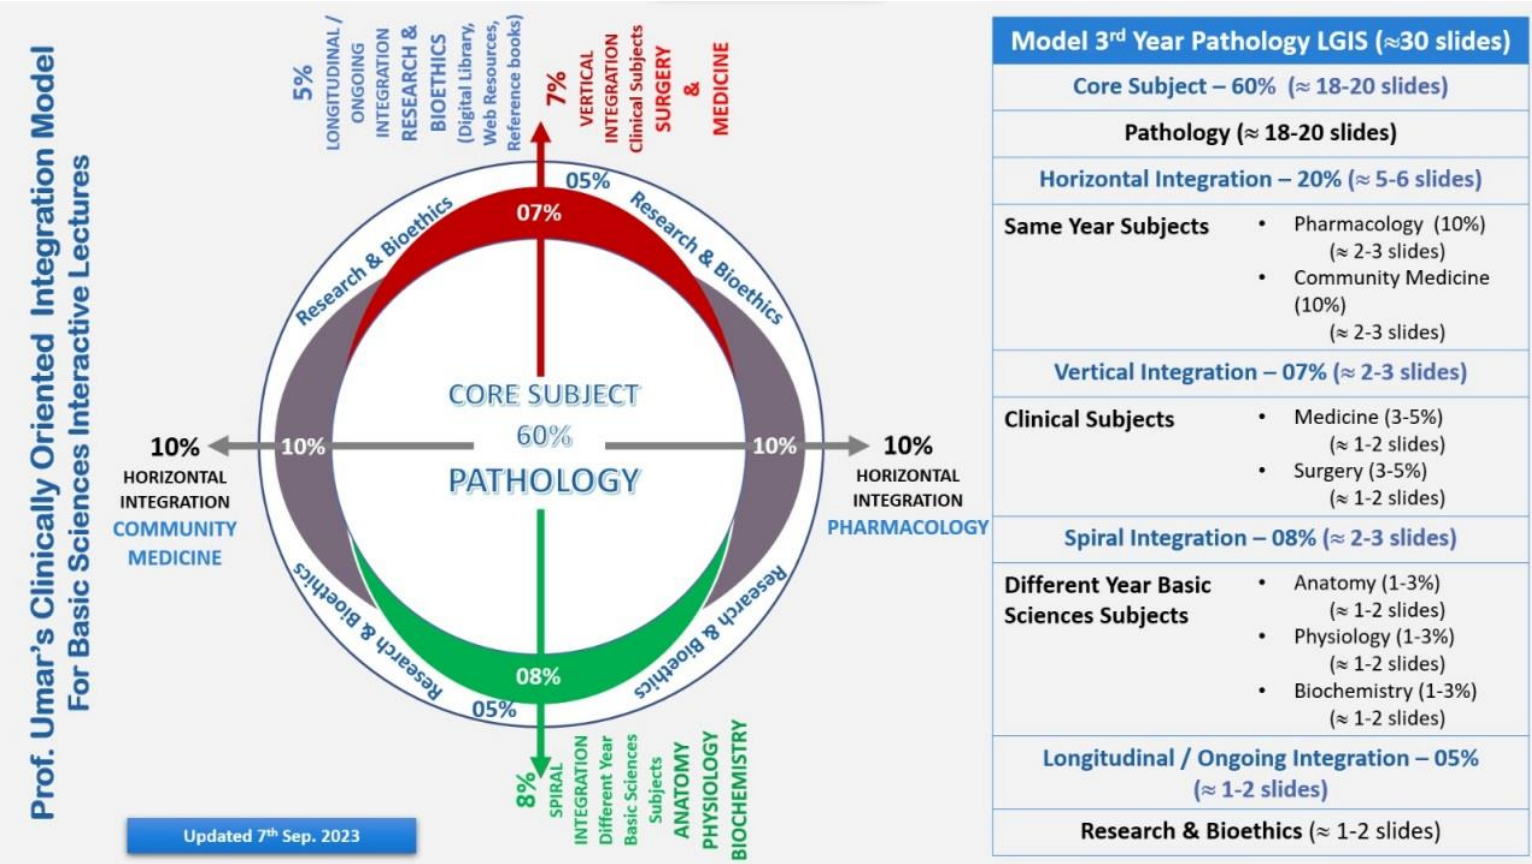 Prof. Umar's Clinically Oriented Integration Model
For Basic Sciences Interactive Lectures
5%
LONGITUDINAL /
ONGOING
INTEGRATION
RESEARCH &
BIOETHICS
(Digital Library,
Web Resources,
Reference books)
7%
VERTICAL
INTEGRATION
Clinical Subjects
SURGERY
&
MEDICINE
05%
07%
Research & Bioethics
Research & Bioethics
CORE SUBJECT
60%
PATHOLOGY
10%
10%
HORIZONTAL
INTEGRATION
COMMUNITY
MEDICINE
10%
10%
HORIZONTAL
INTEGRATION
PHARMACOLOGY
Research & Bioethics
Research & Bioethics
08%
05%
8%
SPIRAL
INTEGRATION
Different Year
Basic Sciences
Subjects
ANATOMY
PHYSIOLOGY
BIOCHEMISTRY
Updated 7th Sep. 2023
Model 3rd Year Pathology LGIS (≈30 slides)
Core Subject – 60% (≈ 18-20 slides)
Pathology (≈ 18-20 slides)
Horizontal Integration – 20% (≈ 5-6 slides)
Same Year Subjects
• Pharmacology (10%)
(≈ 2-3 slides)
• Community Medicine
(10%)
(≈ 2-3 slides)
Vertical Integration – 07% (≈ 2-3 slides)
Clinical Subjects
• Medicine (3-5%)
(≈ 1-2 slides)
• Surgery (3-5%)
(≈ 1-2 slides)
Spiral Integration – 08% (≈ 2-3 slides)
Different Year Basic
Sciences Subjects
• Anatomy (1-3%)
(≈ 1-2 slides)
• Physiology (1-3%)
(≈ 1-2 slides)
• Biochemistry (1-3%)
(≈ 1-2 slides)
Longitudinal / Ongoing Integration – 05%
(≈ 1-2 slides)
Research & Bioethics (≈ 1-2 slides)